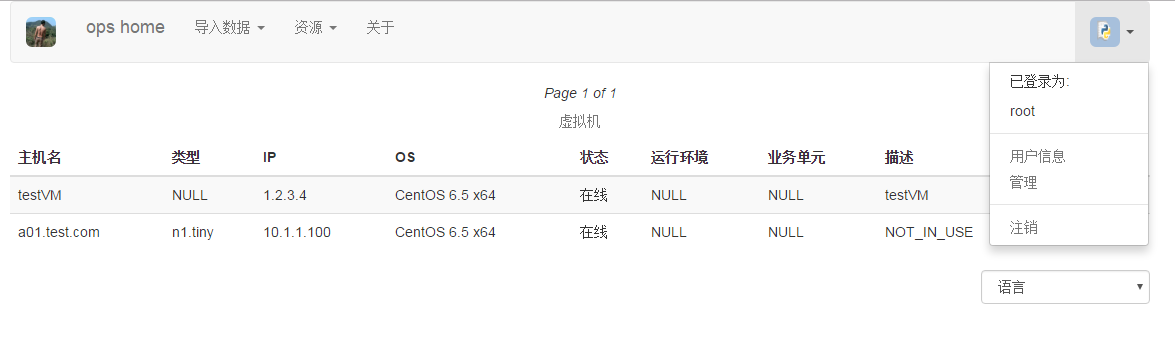 ops home 导入数据 资源 关于
已登录为:
root
用户信息
管理
注销
Page 1 of 1
虚拟机
主机名 类型 IP OS 状态 运行环境 业务单元 描述
testVM NULL 1.2.3.4 CentOS 6.5 x64 在线 NULL NULL testVM
a01.test.com n1.tiny 10.1.1.100 CentOS 6.5 x64 在线 NULL NULL NOT_IN_USE
语言